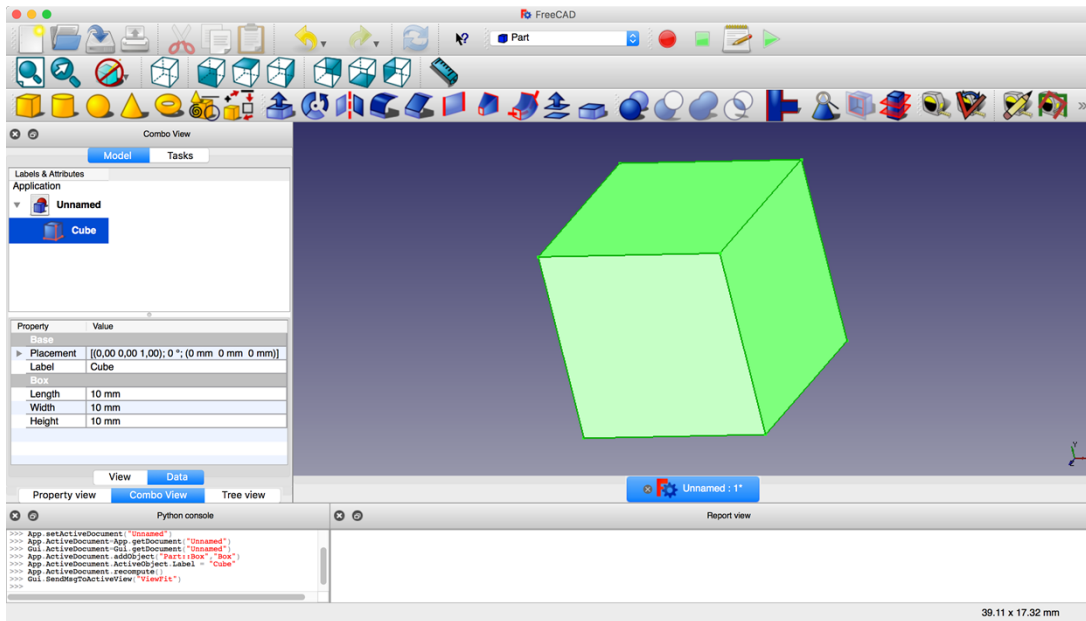 FreeCAD
Part
Combo View
Model Tasks
Labels & Attributes
Application
Unnamed
Cube
Property Value
Base
Placement [(0,00 0,00 1,00); 0 °; (0 mm 0 mm 0 mm)]
Label Cube
Box
Length 10 mm
Width 10 mm
Height 10 mm
View Data
Property view Combo View Tree view
Unnamed : 1*
Python console
Report view
>>> App.setActiveDocument("Unnamed")
>>> App.ActiveDocument=App.getDocument("Unnamed")
>>> Gui.ActiveDocument=Gui.getDocument("Unnamed")
>>> App.ActiveDocument.addObject("Part::Box","Box")
>>> App.ActiveDocument.ActiveObject.Label = "Cube"
>>> App.ActiveDocument.recompute()
>>> Gui.SendMsgToActiveView("ViewFit")
>>>
Y
39.11 x 17.32 mm